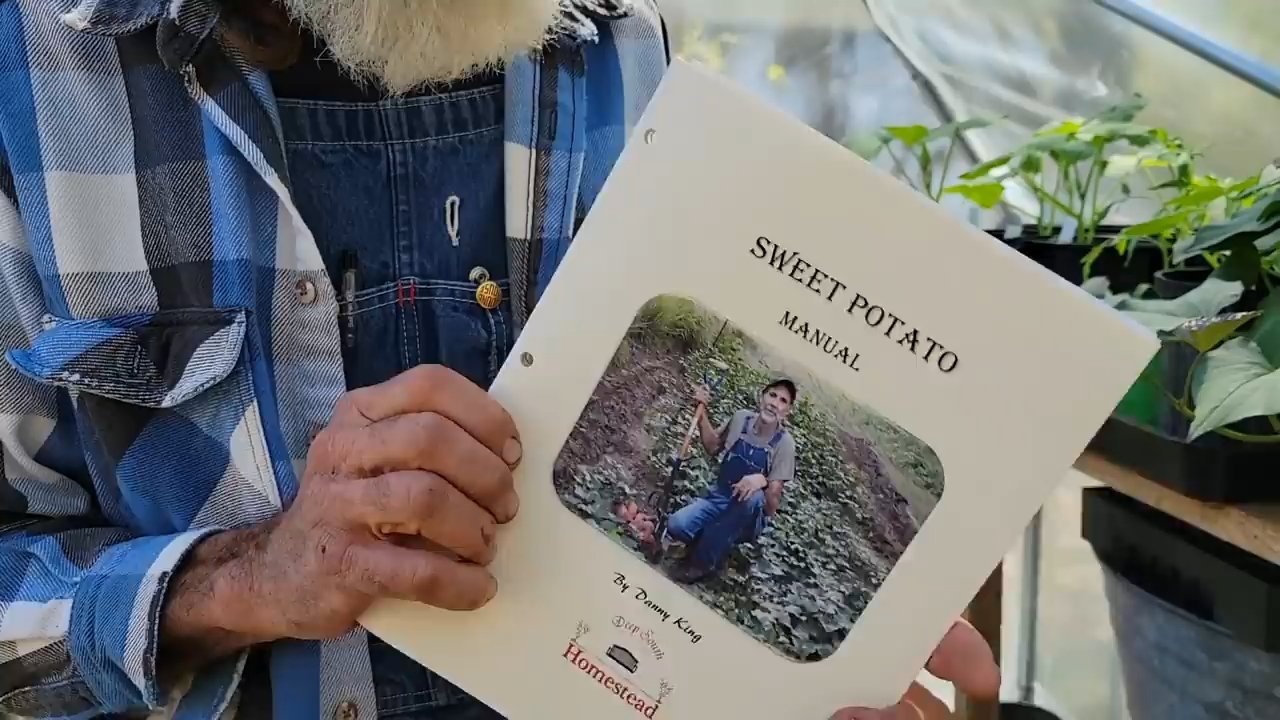 SWEET POTATO
MANUAL
By Danny King
Deep South
Homestead